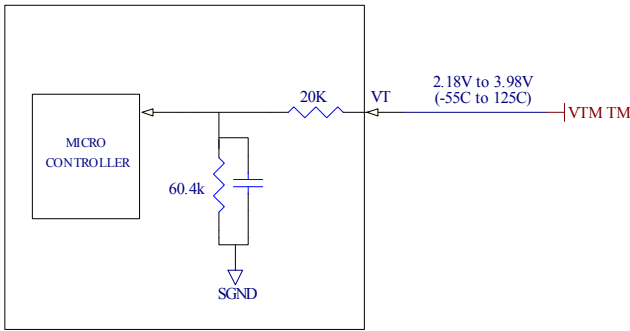 2.18V to 3.98V
(-55C to 125C)
20K
VT
VTM TM
MICRO
CONTROLLER
60.4k
SGND